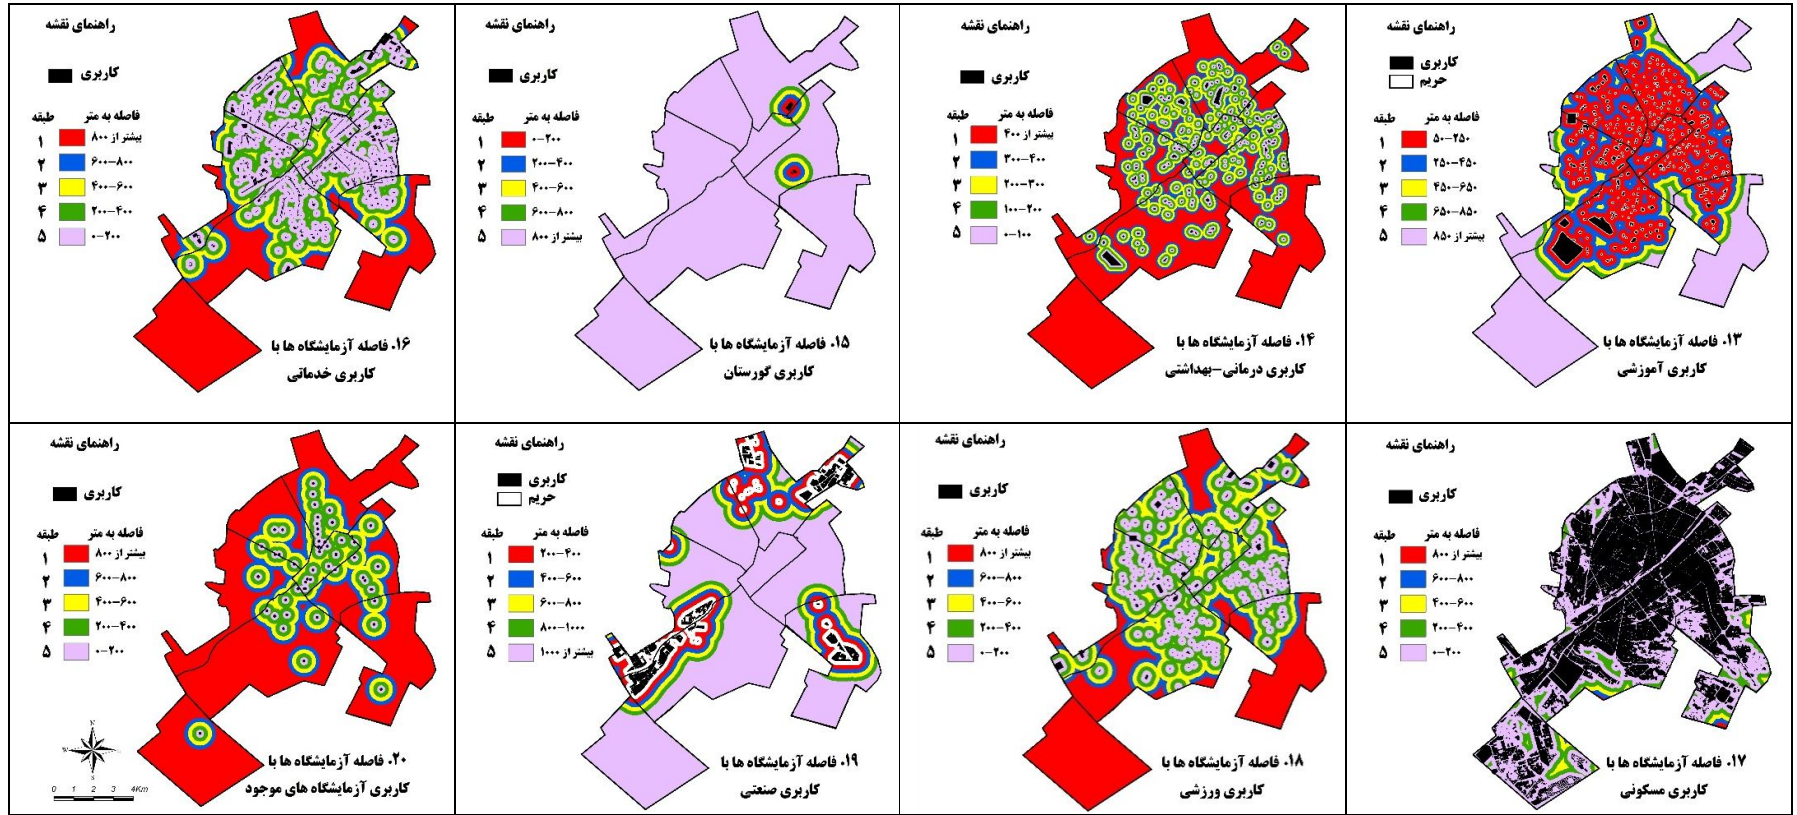 راهنمای نقشه
کاربری
حریم
طبقه
فاصله به متر
۱
۵۰-۲۵۰
۲
۲۵۰-۴۵۰
۳
۴۵۰-۶۵۰
۴
۶۵۰-۸۵۰
۵
بیشتر از ۸۵۰
۱۳. فاصله آزمایشگاه ها با
کاربری آموزشی
راهنمای نقشه
کاربری
طبقه
فاصله به متر
۱
بیشتر از ۴۰۰
۲
۳۰۰-۴۰۰
۳
۲۰۰-۳۰۰
۴
۱۰۰-۲۰۰
۵
۰-۱۰۰
۱۴. فاصله آزمایشگاه ها با
کاربری درمانی-بهداشتی
راهنمای نقشه
کاربری
طبقه
فاصله به متر
۱
۰-۲۰۰
۲
۲۰۰-۴۰۰
۳
۴۰۰-۶۰۰
۴
۶۰۰-۸۰۰
۵
بیشتر از ۸۰۰
۱۵. فاصله آزمایشگاه ها با
کاربری گورستان
راهنمای نقشه
کاربری
طبقه
فاصله به متر
۱
بیشتر از ۸۰۰
۲
۶۰۰-۸۰۰
۳
۴۰۰-۶۰۰
۴
۲۰۰-۴۰۰
۵
۰-۲۰۰
۱۶. فاصله آزمایشگاه ها با
کاربری خدماتی
راهنمای نقشه
کاربری
طبقه
فاصله به متر
۱
بیشتر از ۸۰۰
۲
۶۰۰-۸۰۰
۳
۴۰۰-۶۰۰
۴
۲۰۰-۴۰۰
۵
۰-۲۰۰
۱۷. فاصله آزمایشگاه ها با
کاربری مسکونی
راهنمای نقشه
کاربری
طبقه
فاصله به متر
۱
بیشتر از ۸۰۰
۲
۶۰۰-۸۰۰
۳
۴۰۰-۶۰۰
۴
۲۰۰-۴۰۰
۵
۰-۲۰۰
۱۸. فاصله آزمایشگاه ها با
کاربری ورزشی
راهنمای نقشه
کاربری
حریم
طبقه
فاصله به متر
۱
۲۰۰-۴۰۰
۲
۴۰۰-۶۰۰
۳
۶۰۰-۸۰۰
۴
۸۰۰-۱۰۰۰
۵
بیشتر از ۱۰۰۰
۱۹. فاصله آزمایشگاه ها با
کاربری صنعتی
راهنمای نقشه
کاربری
طبقه
فاصله به متر
۱
بیشتر از ۸۰۰
۲
۶۰۰-۸۰۰
۳
۴۰۰-۶۰۰
۴
۲۰۰-۴۰۰
۵
۰-۲۰۰
۲۰. فاصله آزمایشگاه ها با
کاربری آزمایشگاه های موجود
N
W
E
S
0 1 2 3 4Km